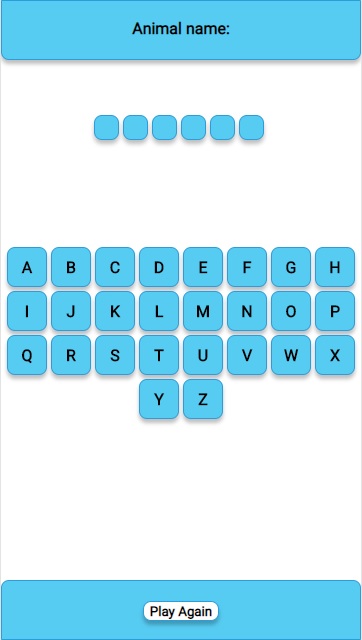 Animal name:
A B C D E F G H
I J K L M N O P
Q R S T U V W X
Y Z
Play Again